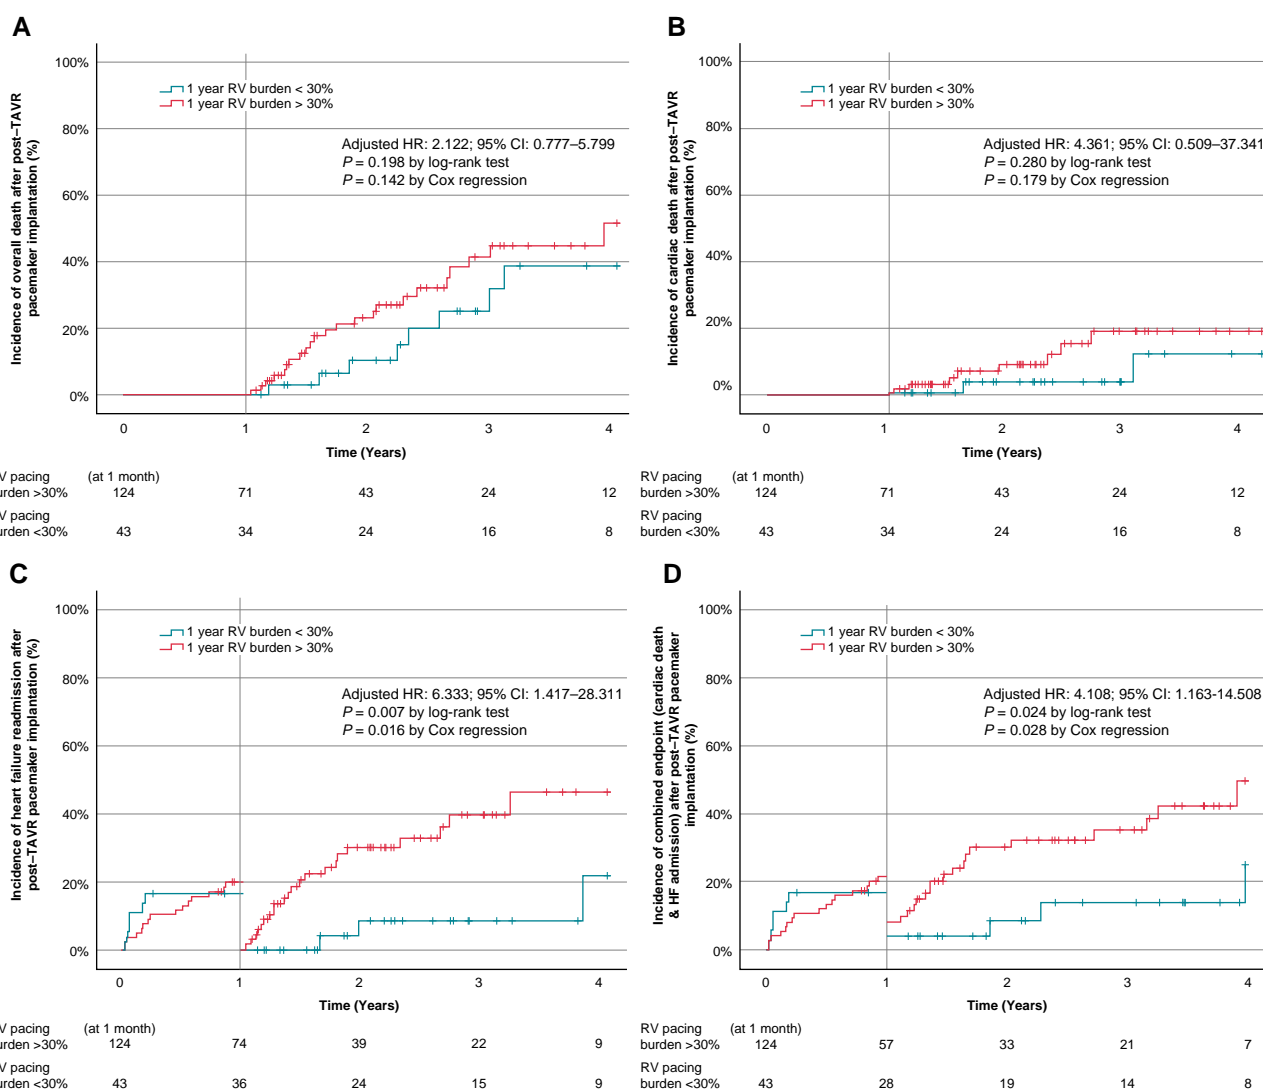 A
Incidence of overall death after post–TAVR
pacemaker implantation (%)
100%
80%
60%
40%
20%
0%
1 year RV burden < 30%
1 year RV burden > 30%
Adjusted HR: 2.122; 95% CI: 0.777–5.799
P = 0.198 by log-rank test
P = 0.142 by Cox regression
0 1 2 3 4
Time (Years)
V pacing (at 1 month)
urden >30% 124 71 43 24 12
V pacing
urden <30% 43 34 24 16 8
B
Incidence of cardiac death after post–TAVR
pacemaker implantation (%)
100%
80%
60%
40%
20%
0%
1 year RV burden < 30%
1 year RV burden > 30%
Adjusted HR: 4.361; 95% CI: 0.509–37.341
P = 0.280 by log-rank test
P = 0.179 by Cox regression
0 1 2 3 4
Time (Years)
RV pacing (at 1 month)
burden >30% 124 71 43 24 12
RV pacing
burden <30% 43 34 24 16 8
C
Incidence of heart failure readmission after
post–TAVR pacemaker implantation (%)
100%
80%
60%
40%
20%
0%
1 year RV burden < 30%
1 year RV burden > 30%
Adjusted HR: 6.333; 95% CI: 1.417–28.311
P = 0.007 by log-rank test
P = 0.016 by Cox regression
0 1 2 3 4
Time (Years)
V pacing (at 1 month)
urden >30% 124 74 39 22 9
V pacing
urden <30% 43 36 24 15 9
D
Incidence of combined endpoint (cardiac death
& HF admission) after post–TAVR pacemaker
implantation (%)
100%
80%
60%
40%
20%
0%
1 year RV burden < 30%
1 year RV burden > 30%
Adjusted HR: 4.108; 95% CI: 1.163-14.508
P = 0.024 by log-rank test
P = 0.028 by Cox regression
0 1 2 3 4
Time (Years)
RV pacing (at 1 month)
burden >30% 124 57 33 21 7
RV pacing
burden <30% 43 28 19 14 8